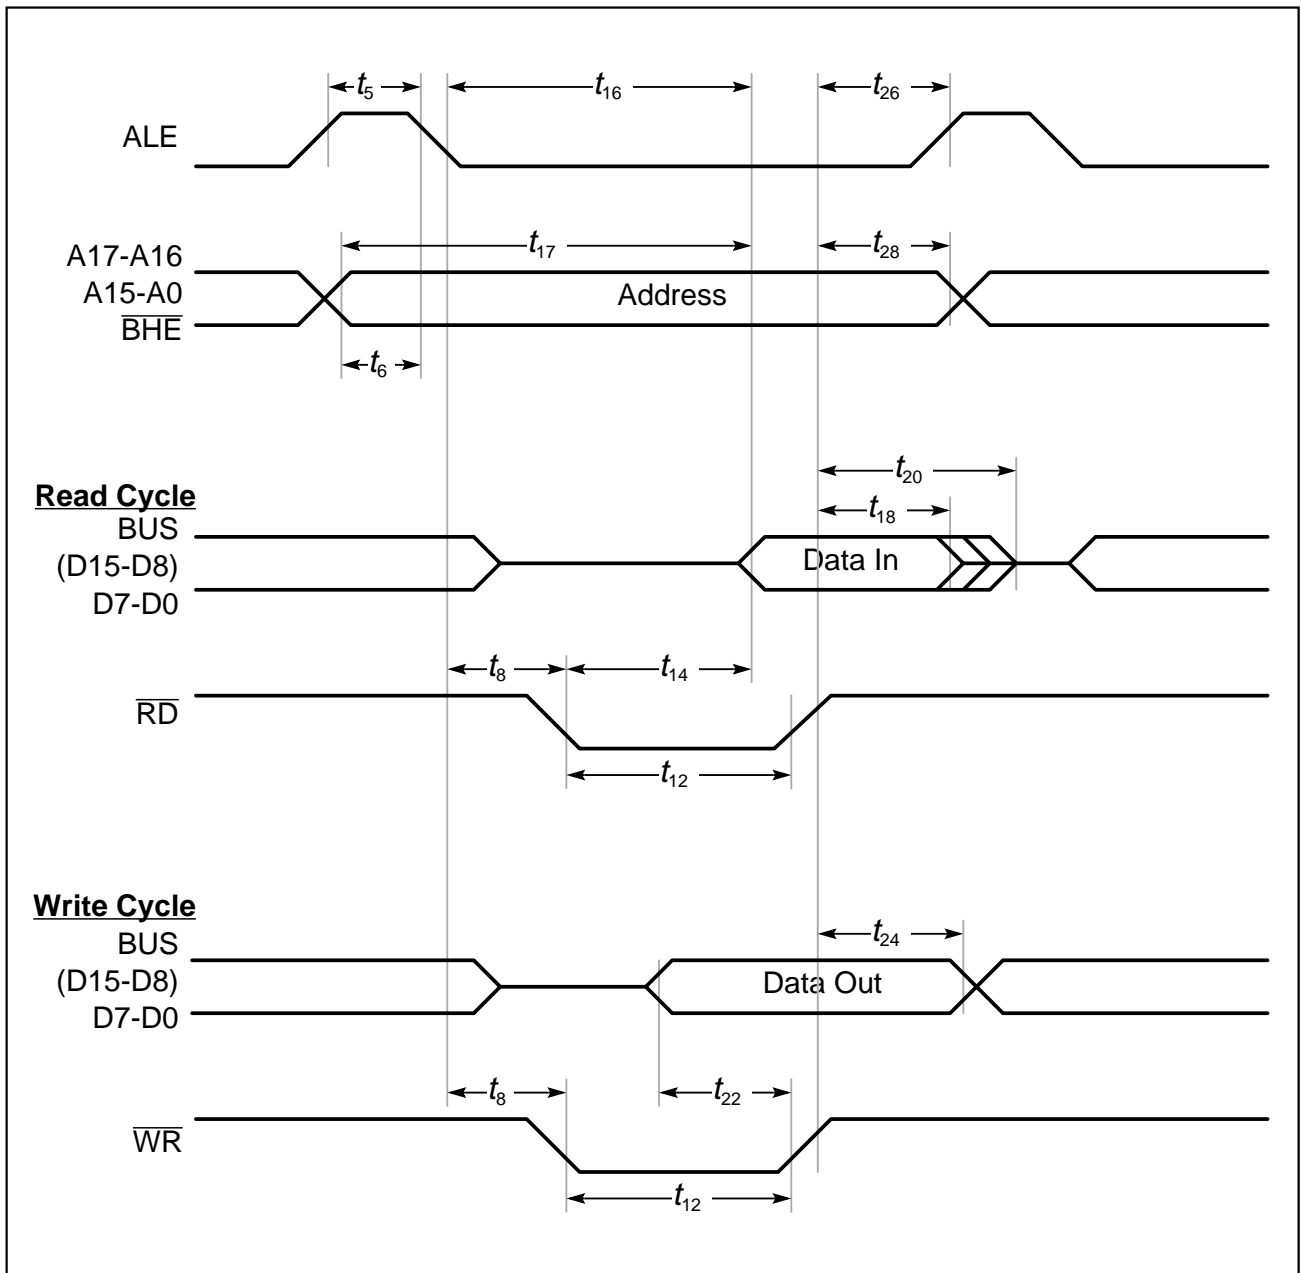 t5
t16
t26
ALE
t17
t28
A17-A16
A15-A0
Address
BHE
t6
t20
Read Cycle
t18
BUS
(D15-D8)
Data In
D7-D0
t8
t14
RD
t12
Write Cycle
t24
BUS
(D15-D8)
Data Out
D7-D0
t8
t22
WR
t12